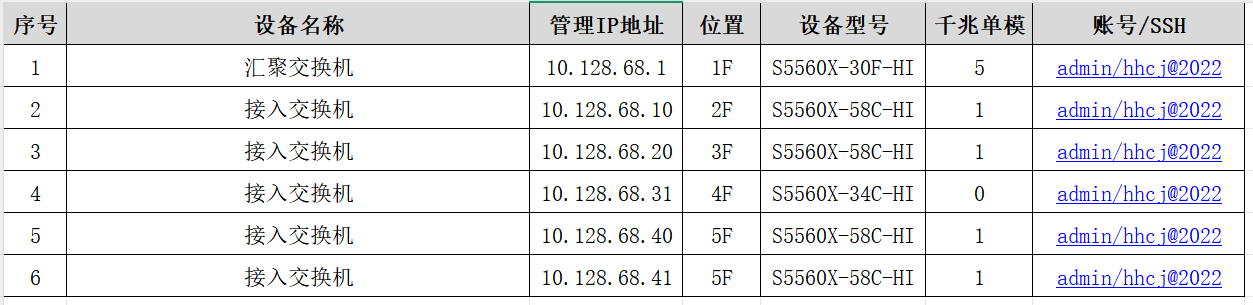 序号 设备名称 管理IP地址 位置 设备型号 千兆单模 账号/SSH
1 汇聚交换机 10.128.68.1 1F S5560X-30F-HI 5 admin/hhcj@2022
2 接入交换机 10.128.68.10 2F S5560X-58C-HI 1 admin/hhcj@2022
3 接入交换机 10.128.68.20 3F S5560X-58C-HI 1 admin/hhcj@2022
4 接入交换机 10.128.68.31 4F S5560X-34C-HI 0 admin/hhcj@2022
5 接入交换机 10.128.68.40 5F S5560X-58C-HI 1 admin/hhcj@2022
6 接入交换机 10.128.68.41 5F S5560X-58C-HI 1 admin/hhcj@2022